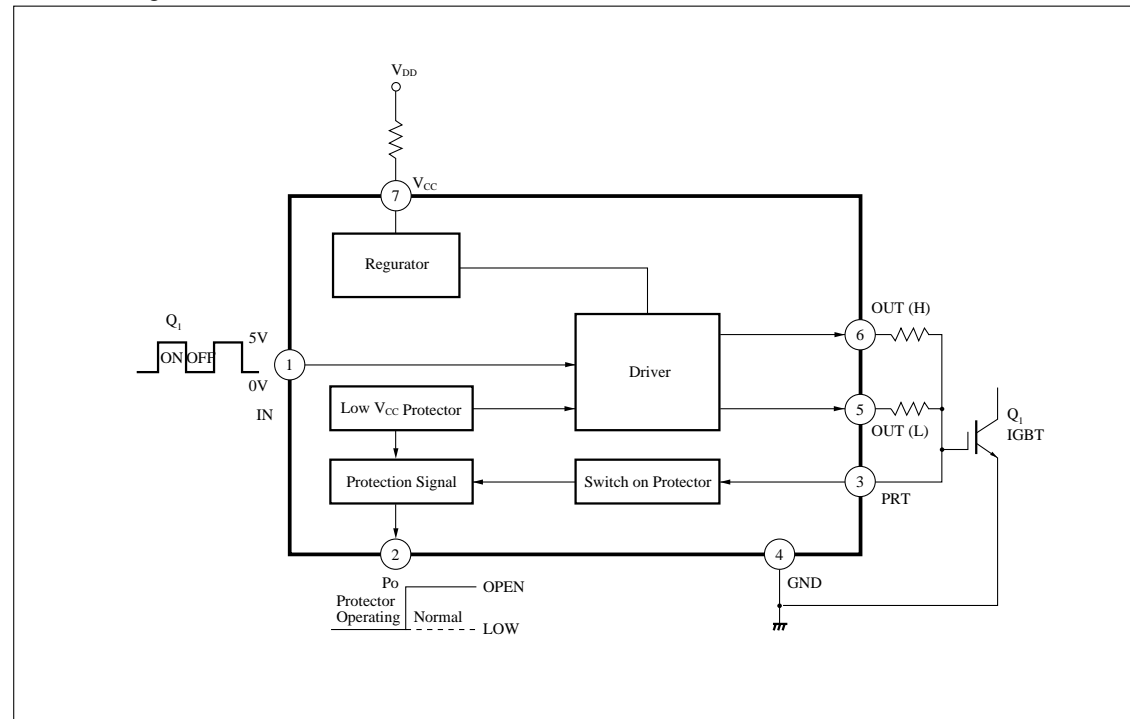 VDD
7
VCC
Regurator
Q1
5V
ON OFF
0V
1
IN
Driver
OUT (H)
6
5
OUT (L)
Q1
IGBT
Low VCC Protector
Protection Signal
Switch on Protector
3
PRT
2
4
Po
GND
OPEN
Protector
Operating
Normal
LOW